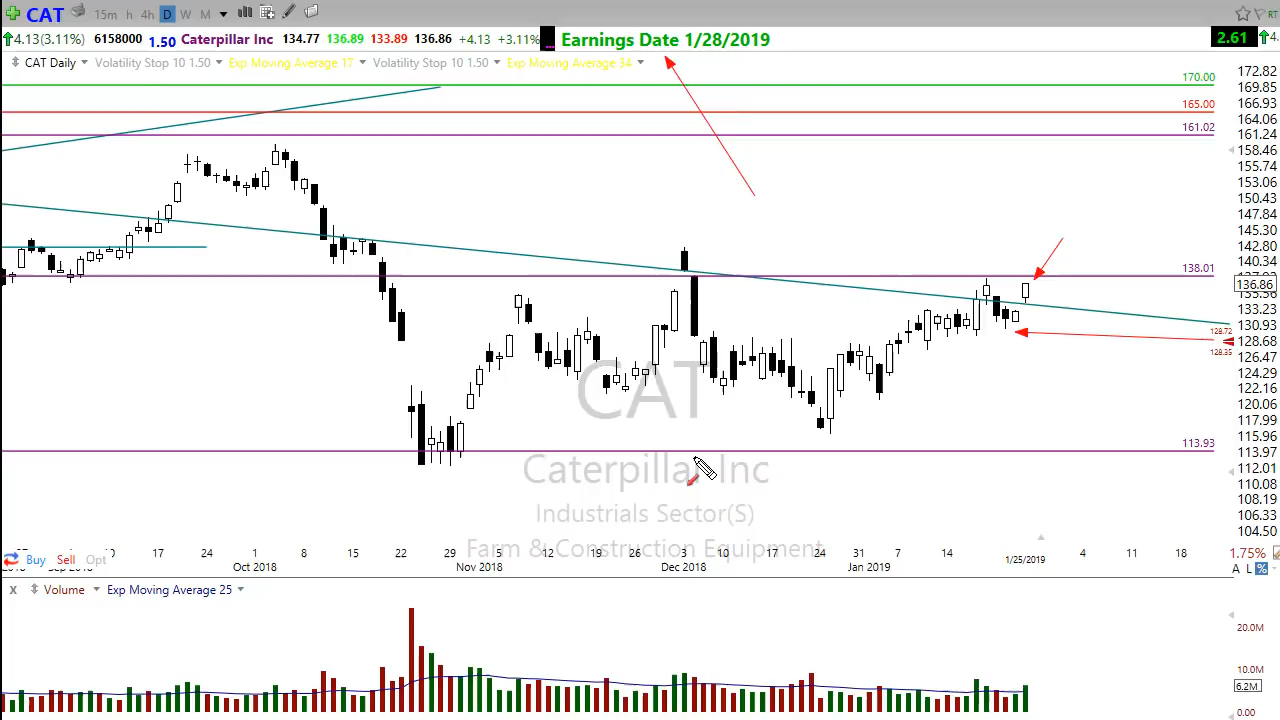 CAT 15m h 4h D W M RT
4.13(3.11%) 6158000 1.50 Caterpillar Inc 134.77 136.89 133.89 136.86 +4.13 +3.11% ... Earnings Date 1/28/2019 2.61 4.
CAT Daily Volatility Stop 10 1.50 Exp Moving Average 17 Volatility Stop 10 1.50 Exp Moving Average 34
172.82
170.00
169.85
166.93
165.00
164.06
161.02
161.24
158.46
155.74
153.06
150.43
147.84
145.30
142.80
140.34
138.01
136.86
133.23
130.93
128.72
128.68
128.35
126.47
124.29
122.16
120.06
117.99
115.96
113.93
113.97
112.01
110.08
108.19
106.33
104.50
CAT
Caterpillar Inc
Industrials Sector(S)
Farm & Construction Equipment
17 24 1 8 15 22 29 5 12 19 26 3 10 17 24 31 7 14 1/25/2019 4 11 18 1.75%
Buy Sell Opt
Oct 2018 Nov 2018 Dec 2018 Jan 2019 A L %
X Volume Exp Moving Average 25
20.0M
10.0M
6.2M
0.00